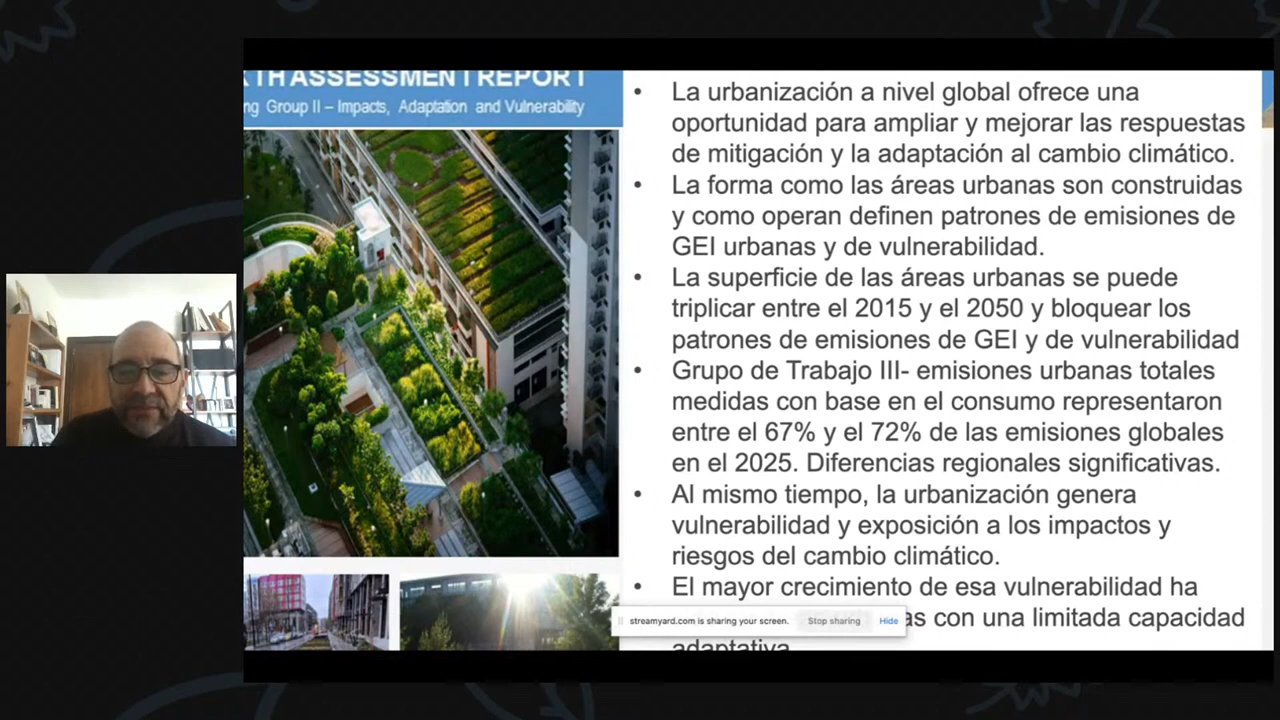 TH ASSESSMENT REPORT
ng Group II – Impacts, Adaptation and Vulnerability
• La urbanización a nivel global ofrece una
oportunidad para ampliar y mejorar las respuestas
de mitigación y la adaptación al cambio climático.
• La forma como las áreas urbanas son construidas
y como operan definen patrones de emisiones de
GEI urbanas y de vulnerabilidad.
• La superficie de las áreas urbanas se puede
triplicar entre el 2015 y el 2050 y bloquear los
patrones de emisiones de GEI y de vulnerabilidad
• Grupo de Trabajo III- emisiones urbanas totales
medidas con base en el consumo representaron
entre el 67% y el 72% de las emisiones globales
en el 2025. Diferencias regionales significativas.
• Al mismo tiempo, la urbanización genera
vulnerabilidad y exposición a los impactos y
riesgos del cambio climático.
• El mayor crecimiento de esa vulnerabilidad ha
as con una limitada capacidad
adaptativa
streamyard.com is sharing your screen. Stop sharing Hide